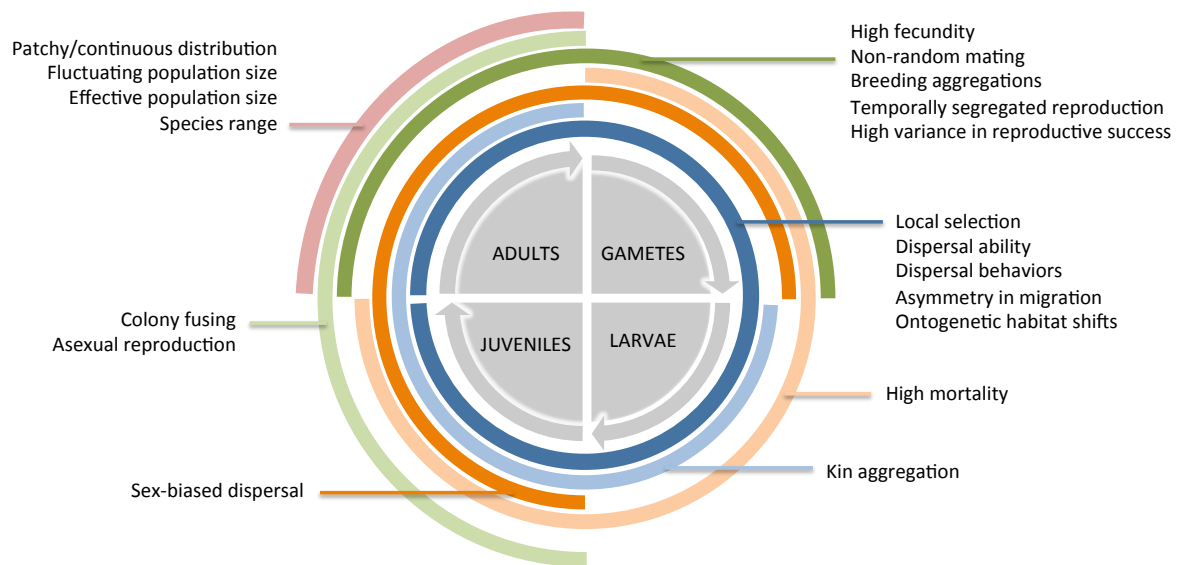 Patchy/continuous distribution
Fluctuating population size
Effective population size
Species range
High fecundity
Non-random mating
Breeding aggregations
Temporally segregated reproduction
High variance in reproductive success
ADULTS
GAMETES
Local selection
Dispersal ability
Dispersal behaviors
Asymmetry in migration
Ontogenetic habitat shifts
Colony fusing
Asexual reproduction
JUVENILES
LARVAE
High mortality
Kin aggregation
Sex-biased dispersal